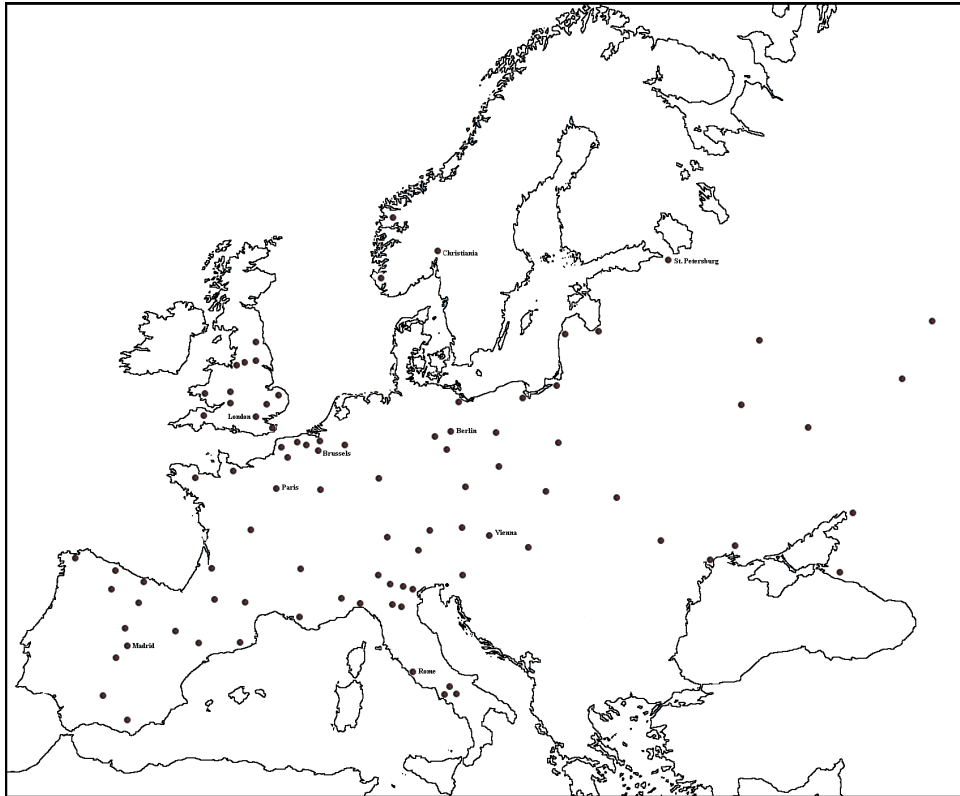 Christiania
St. Petersburg
London
Berlin
Brussels
Paris
Vienna
Madrid
Rome